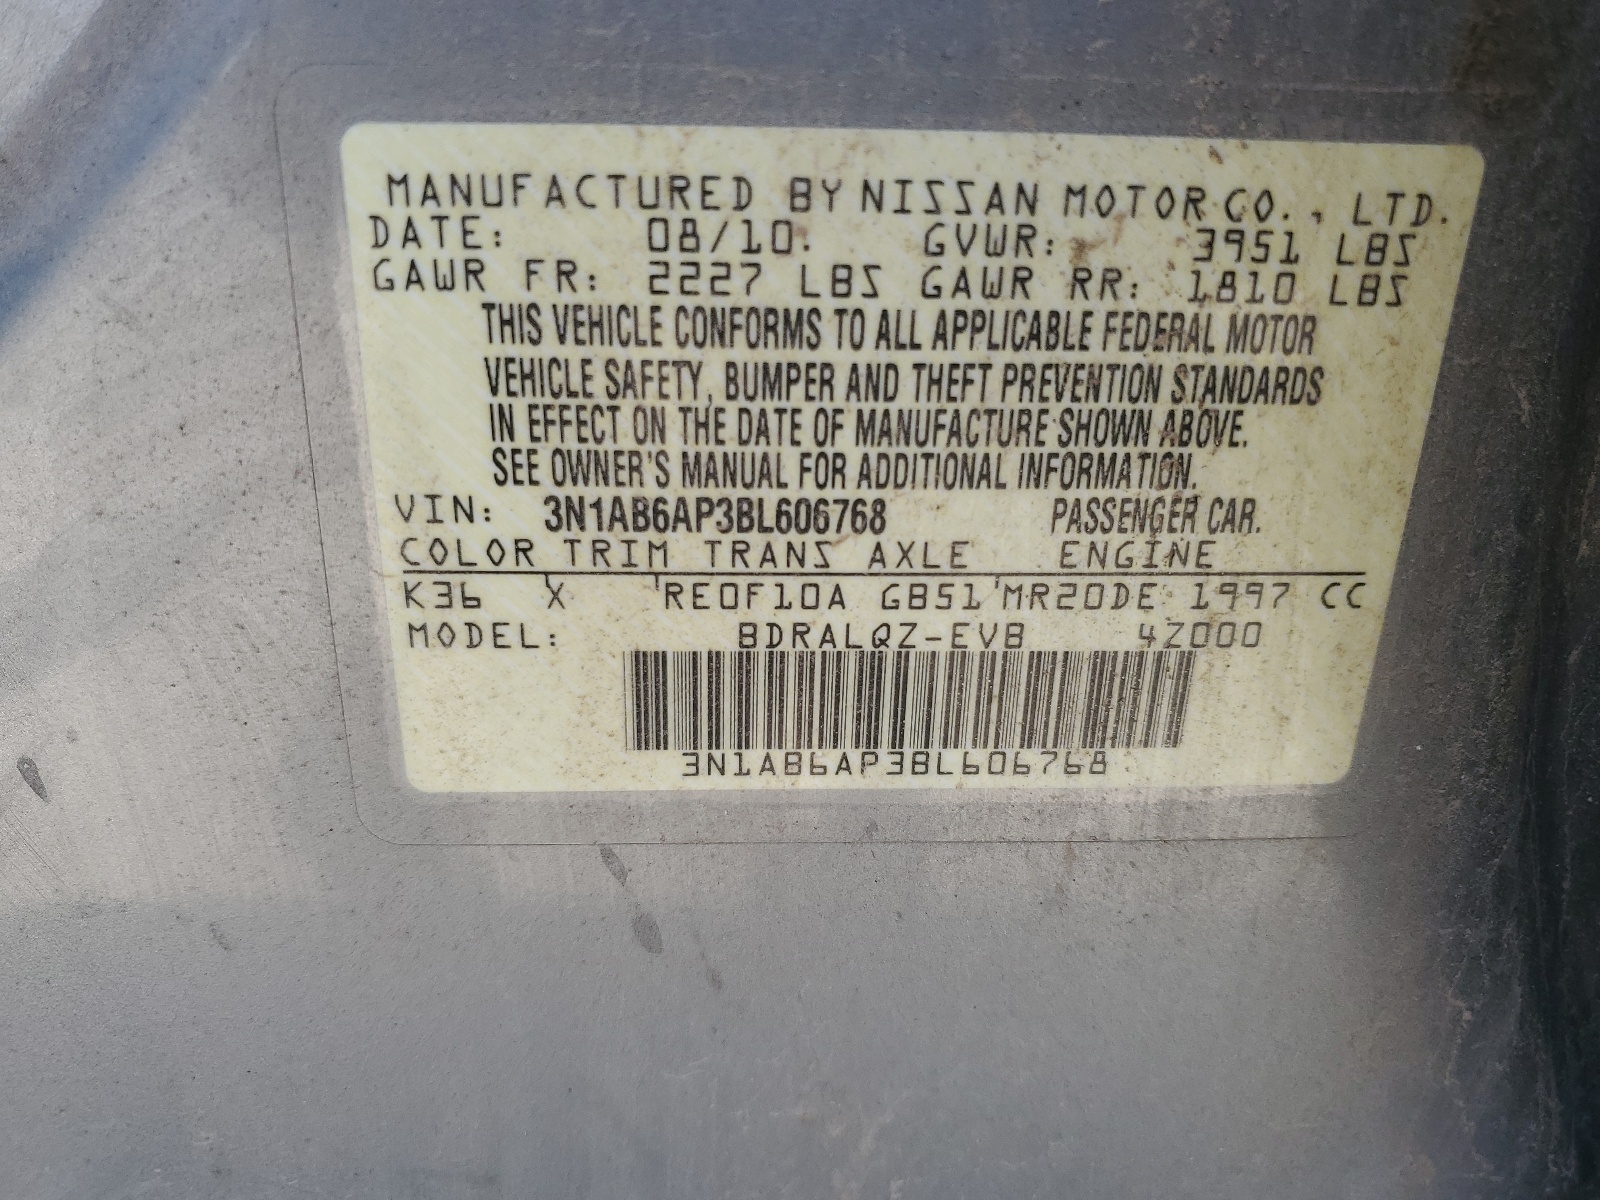 MANUFACTURED BY NISSAN MOTOR CO., LTD.
DATE: 08/10. GVWR: 3951 LBS
GAWR FR: 2227 LBS GAWR RR: 1810 LBS
THIS VEHICLE CONFORMS TO ALL APPLICABLE FEDERAL MOTOR
VEHICLE SAFETY, BUMPER AND THEFT PREVENTION STANDARDS
IN EFFECT ON THE DATE OF MANUFACTURE SHOWN ABOVE.
SEE OWNER'S MANUAL FOR ADDITIONAL INFORMATION.
VIN: 3N1AB6AP3BL606768 PASSENGER CAR.
COLOR TRIM TRANS AXLE ENGINE
K36 X RE0F10A GB51 MR20DE 1997 CC
MODEL: BDRALQZ-EVB 4Z000
3N1AB6AP3BL606768